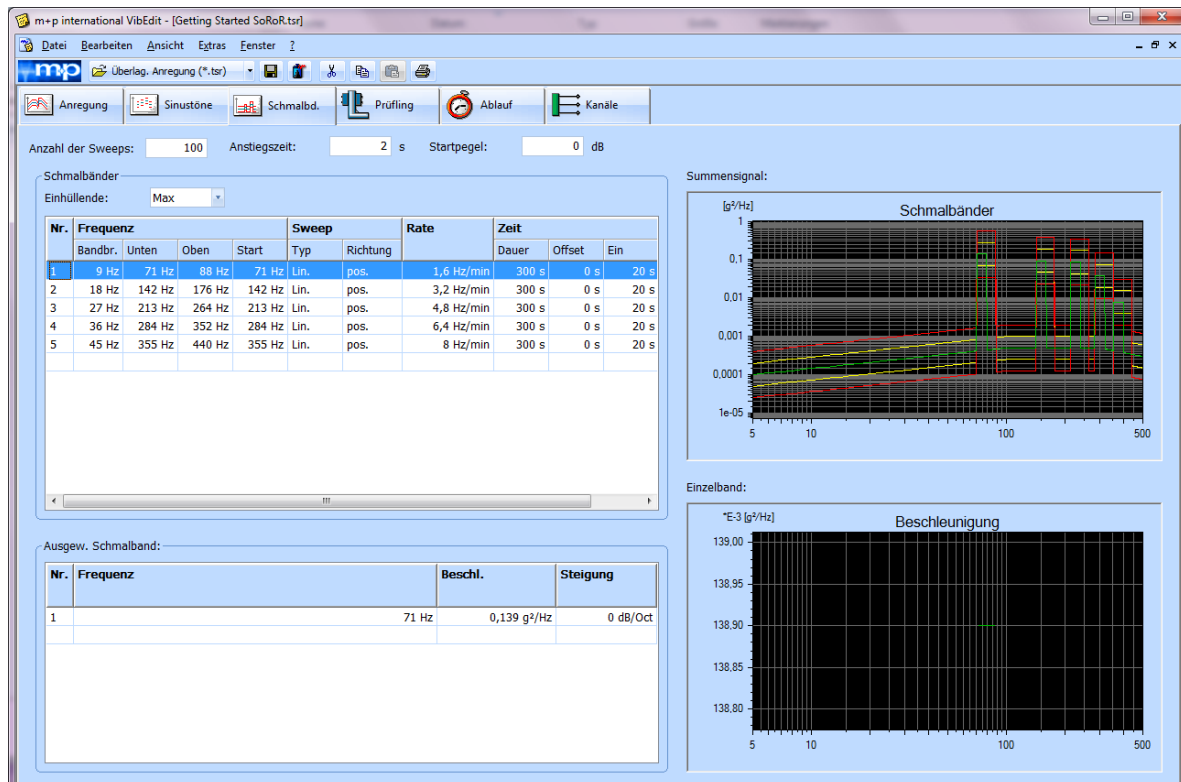 m+p international VibEdit - [Getting Started SoRoR.tsr]
Datei Bearbeiten Ansicht Extras Fenster ?
m+p Überlag. Anregung (*.tsr)
Anregung Sinustöne Schmalbd. Prüfling Ablauf Kanäle
Anzahl der Sweeps: 100 Anstiegszeit: 2 s Startpegel: 0 dB
Schmalbänder
Einhüllende: Max
Nr. Frequenz Sweep Rate Zeit
Bandbr. Unten Oben Start Typ Richtung Dauer Offset Ein
1 9 Hz 71 Hz 88 Hz 71 Hz Lin. pos. 1,6 Hz/min 300 s 0 s 20 s
2 18 Hz 142 Hz 176 Hz 142 Hz Lin. pos. 3,2 Hz/min 300 s 0 s 20 s
3 27 Hz 213 Hz 264 Hz 213 Hz Lin. pos. 4,8 Hz/min 300 s 0 s 20 s
4 36 Hz 284 Hz 352 Hz 284 Hz Lin. pos. 6,4 Hz/min 300 s 0 s 20 s
5 45 Hz 355 Hz 440 Hz 355 Hz Lin. pos. 8 Hz/min 300 s 0 s 20 s
Ausgew. Schmalband:
Nr. Frequenz Beschl. Steigung
1 71 Hz 0,139 g²/Hz 0 dB/Oct
Summensignal:
[g²/Hz] Schmalbänder
1
0,1
0,01
0,001
0,0001
1e-05
5 10 100 500
Einzelband:
*E-3 [g²/Hz] Beschleunigung
139,00
138,95
138,90
138,85
138,80
5 10 100 500